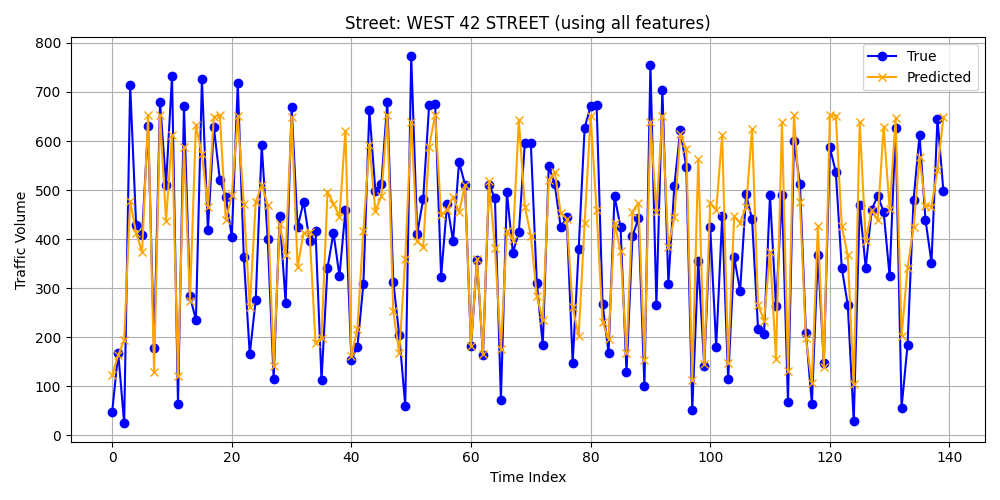 Street: WEST 42 STREET (using all features)
True
Predicted
Traffic Volume
800
700
600
500
400
300
200
100
0
0 20 40 60 80 100 120 140
Time Index